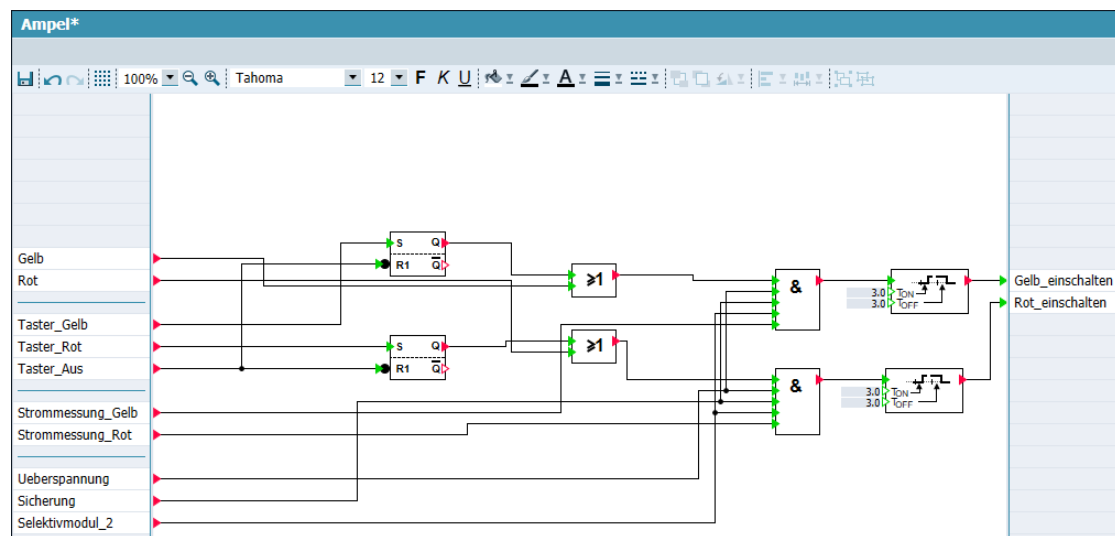 Ampel*
100% Tahoma 12 F K U A
S Q
Gelb
R1 Q
Rot
≥1
&
Gelb_einschalten
3.0 TON
3.0 TOFF
Rot_einschalten
Taster_Gelb
Taster_Rot
S Q
≥1
Taster_Aus
R1 Q
&
3.0 TON
3.0 TOFF
Strommessung_Gelb
Strommessung_Rot
Ueberspannung
Sicherung
Selektivmodul_2